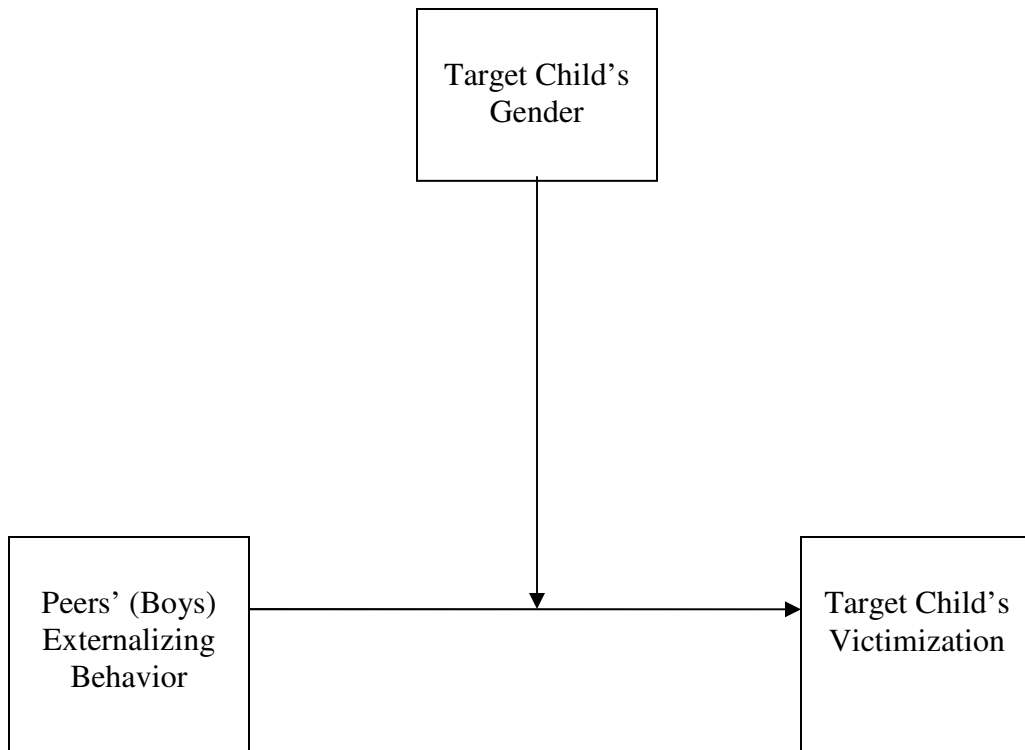 Target Child’s
Gender
Peers’ (Boys)
Externalizing
Behavior
Target Child’s
Victimization